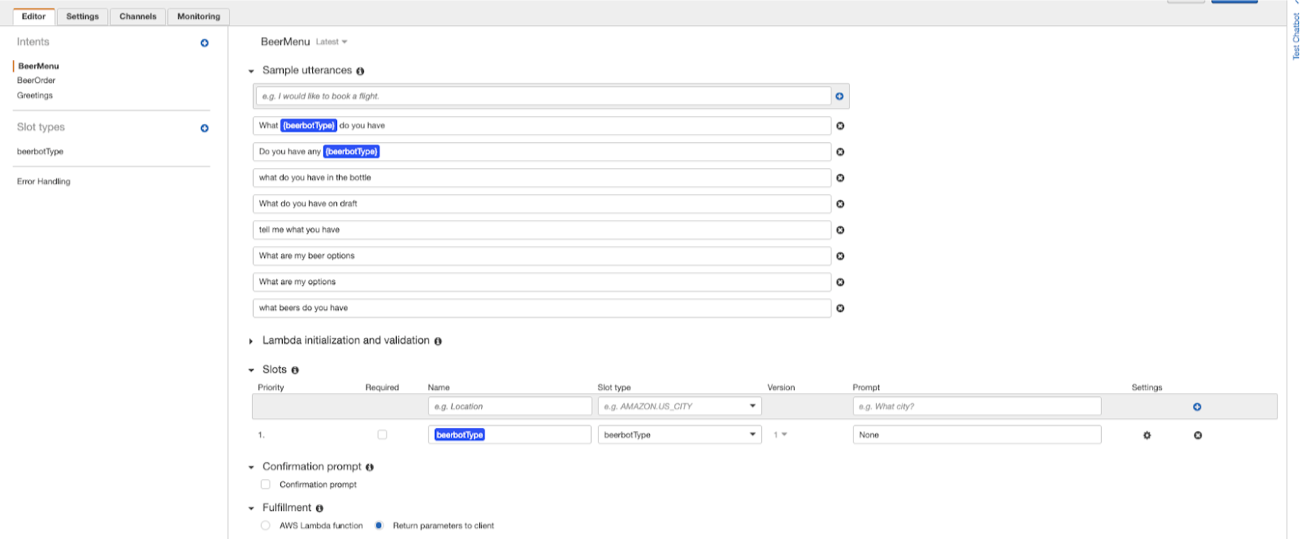 Editor Settings Channels Monitoring
Test Chatbot
Intents
BeerMenu
BeerOrder
Greetings
Slot types
beerbotType
Error Handling
BeerMenu Latest
Sample utterances
e.g. I would like to book a flight.
What {beerbotType} do you have
Do you have any {beerbotType}
what do you have in the bottle
What do you have on draft
tell me what you have
What are my beer options
What are my options
what beers do you have
Lambda initialization and validation
Slots
Priority Required Name Slot type Version Prompt Settings
e.g. Location e.g. AMAZON.US_CITY e.g. What city?
1. beerbotType beerbotType 1 None
Confirmation prompt
Confirmation prompt
Fulfillment
AWS Lambda function Return parameters to client